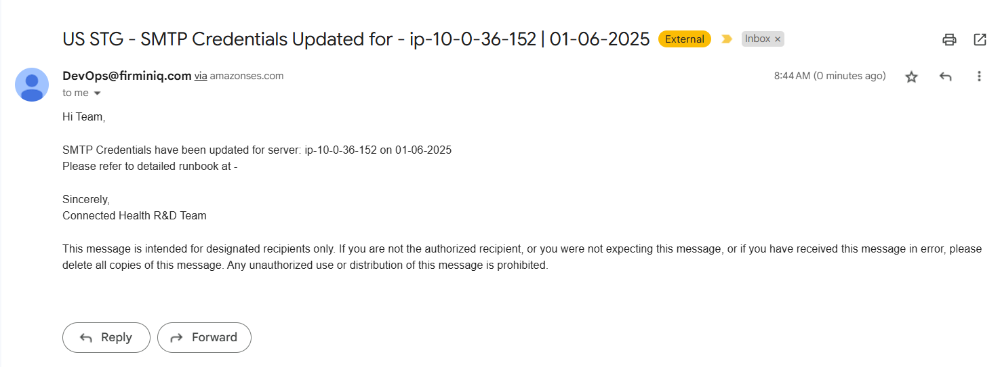 US STG - SMTP Credentials Updated for - ip-10-0-36-152 | 01-06-2025 External Inbox ×
DevOps@firminiq.com via amazonses.com 8:44 AM (0 minutes ago)
to me
Hi Team,
SMTP Credentials have been updated for server: ip-10-0-36-152 on 01-06-2025
Please refer to detailed runbook at -
Sincerely,
Connected Health R&D Team
This message is intended for designated recipients only. If you are not the authorized recipient, or you were not expecting this message, or if you have received this message in error, please
delete all copies of this message. Any unauthorized use or distribution of this message is prohibited.
Reply Forward